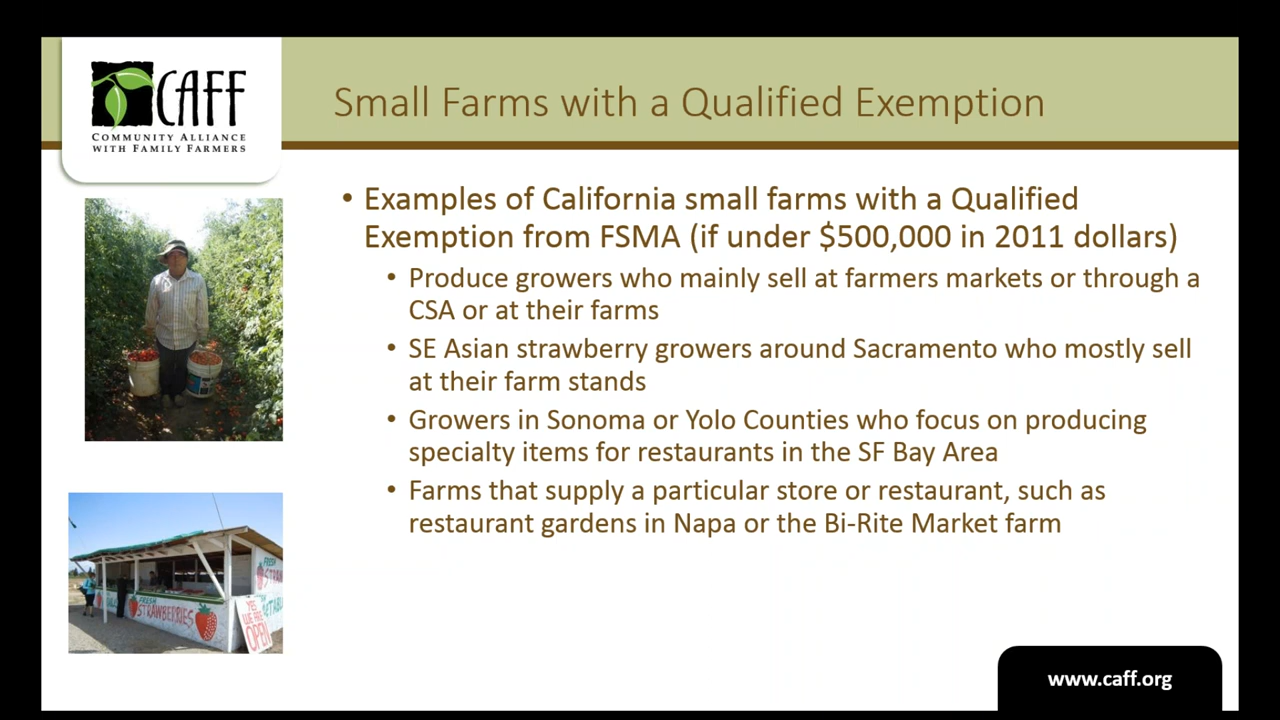 CAFF
COMMUNITY ALLIANCE
WITH FAMILY FARMERS
Small Farms with a Qualified Exemption
• Examples of California small farms with a Qualified
Exemption from FSMA (if under $500,000 in 2011 dollars)
• Produce growers who mainly sell at farmers markets or through a
CSA or at their farms
• SE Asian strawberry growers around Sacramento who mostly sell
at their farm stands
• Growers in Sonoma or Yolo Counties who focus on producing
specialty items for restaurants in the SF Bay Area
• Farms that supply a particular store or restaurant, such as
restaurant gardens in Napa or the Bi-Rite Market farm
FRESH
STRAWBERRIES
FRESH
YES
WE ARE
OPEN
www.caff.org